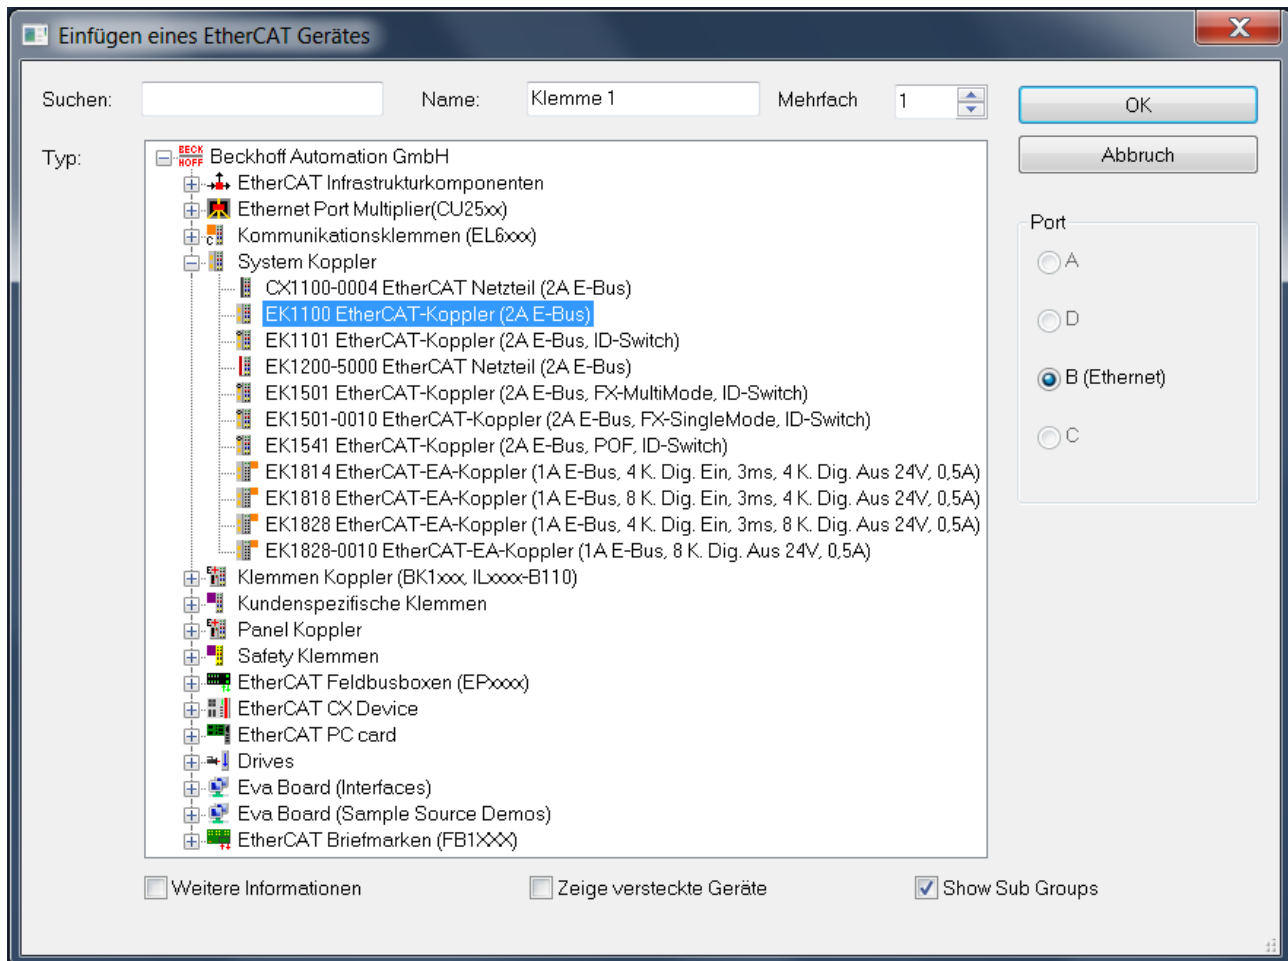 Einfügen eines EtherCAT Gerätes
Suchen: Name: Klemme 1 Mehrfach 1
OK
Typ:
Abbruch
BECKHOFF Beckhoff Automation GmbH
EtherCAT Infrastrukturkomponenten
Ethernet Port Multiplier(CU25xx)
Kommunikationsklemmen (EL6xxx)
System Koppler
CX1100-0004 EtherCAT Netzteil (2A E-Bus)
EK1100 EtherCAT-Koppler (2A E-Bus)
EK1101 EtherCAT-Koppler (2A E-Bus, ID-Switch)
EK1200-5000 EtherCAT Netzteil (2A E-Bus)
EK1501 EtherCAT-Koppler (2A E-Bus, FX-MultiMode, ID-Switch)
EK1501-0010 EtherCAT-Koppler (2A E-Bus, FX-SingleMode, ID-Switch)
EK1541 EtherCAT-Koppler (2A E-Bus, POF, ID-Switch)
EK1814 EtherCAT-EA-Koppler (1A E-Bus, 4 K. Dig. Ein, 3ms, 4 K. Dig. Aus 24V, 0,5A)
EK1818 EtherCAT-EA-Koppler (1A E-Bus, 8 K. Dig. Ein, 3ms, 4 K. Dig. Aus 24V, 0,5A)
EK1828 EtherCAT-EA-Koppler (1A E-Bus, 4 K. Dig. Ein, 3ms, 8 K. Dig. Aus 24V, 0,5A)
EK1828-0010 EtherCAT-EA-Koppler (1A E-Bus, 8 K. Dig. Aus 24V, 0,5A)
Klemmen Koppler (BK1xxx, ILxxxx-B110)
Kundenspezifische Klemmen
Panel Koppler
Safety Klemmen
EtherCAT Feldbusboxen (EPxxxx)
EtherCAT CX Device
EtherCAT PC card
Drives
Eva Board (Interfaces)
Eva Board (Sample Source Demos)
EtherCAT Briefmarken (FB1XXX)
Port
A
D
B (Ethernet)
C
Weitere Informationen
Zeige versteckte Geräte
Show Sub Groups